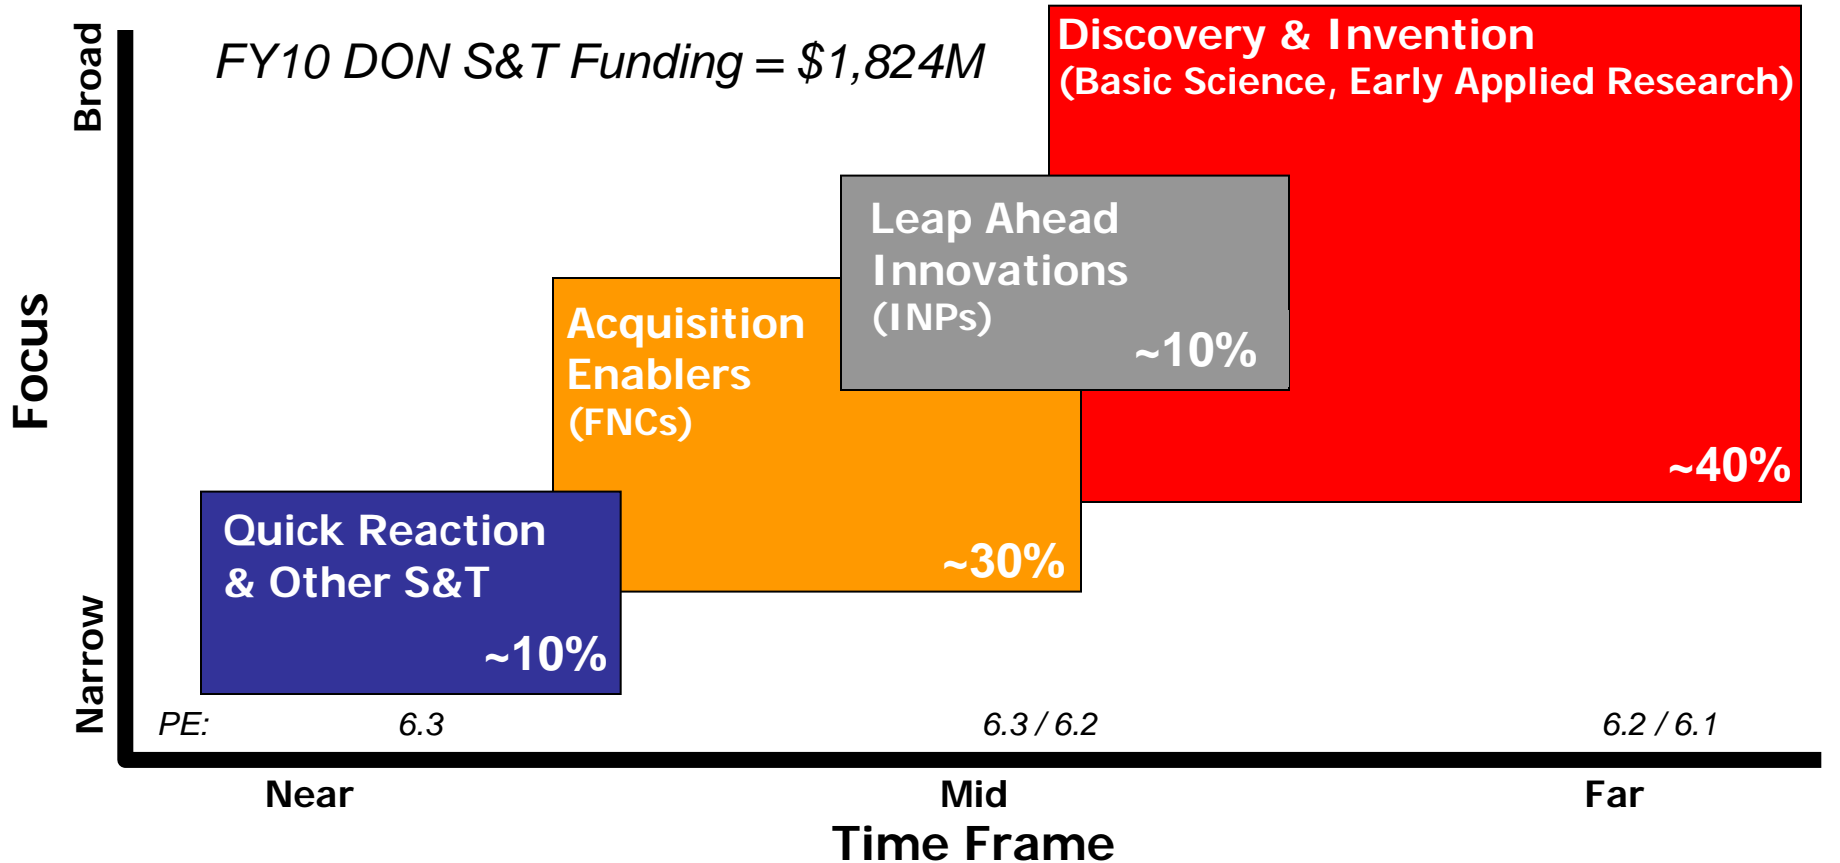 FY10 DON S&T Funding = $1,824M
Discovery & Invention
(Basic Science, Early Applied Research)
~40%
Leap Ahead
Innovations
(INPs)
~10%
Acquisition
Enablers
(FNCs)
~30%
Quick Reaction
& Other S&T
~10%
Broad
Focus
Narrow
PE: 6.3 6.3 / 6.2 6.2 / 6.1
Near Mid Far
Time Frame